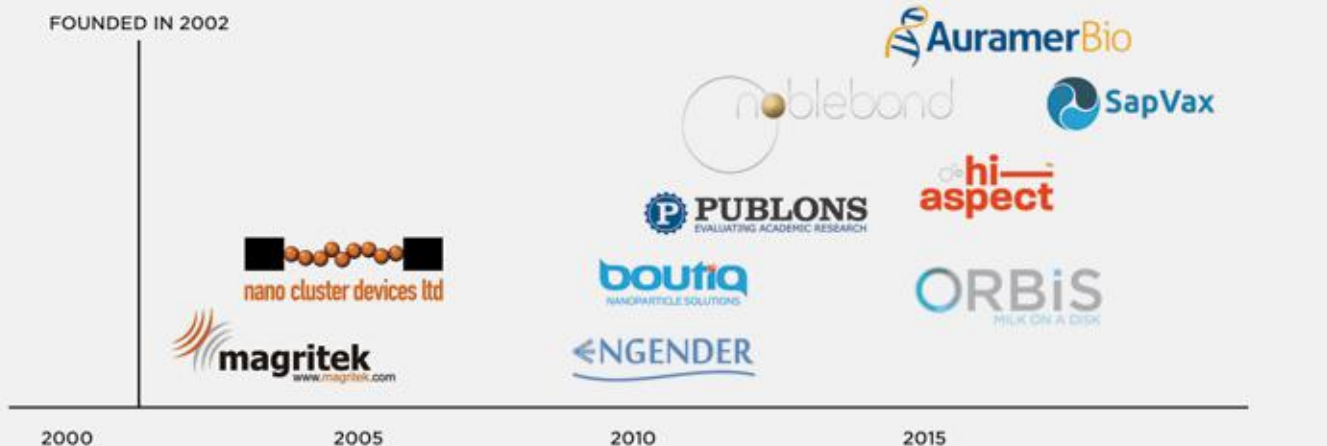 FOUNDED IN 2002
AuramerBio
noblebond
SapVax
hi-
aspect
P PUBLONS
EVALUATING ACADEMIC RESEARCH
nano cluster devices ltd
boutiq
NANOPARTICLE SOLUTIONS
ORBiS
MILK ON A DISK
magritek
www.magritek.com
ENGENDER
2000 2005 2010 2015